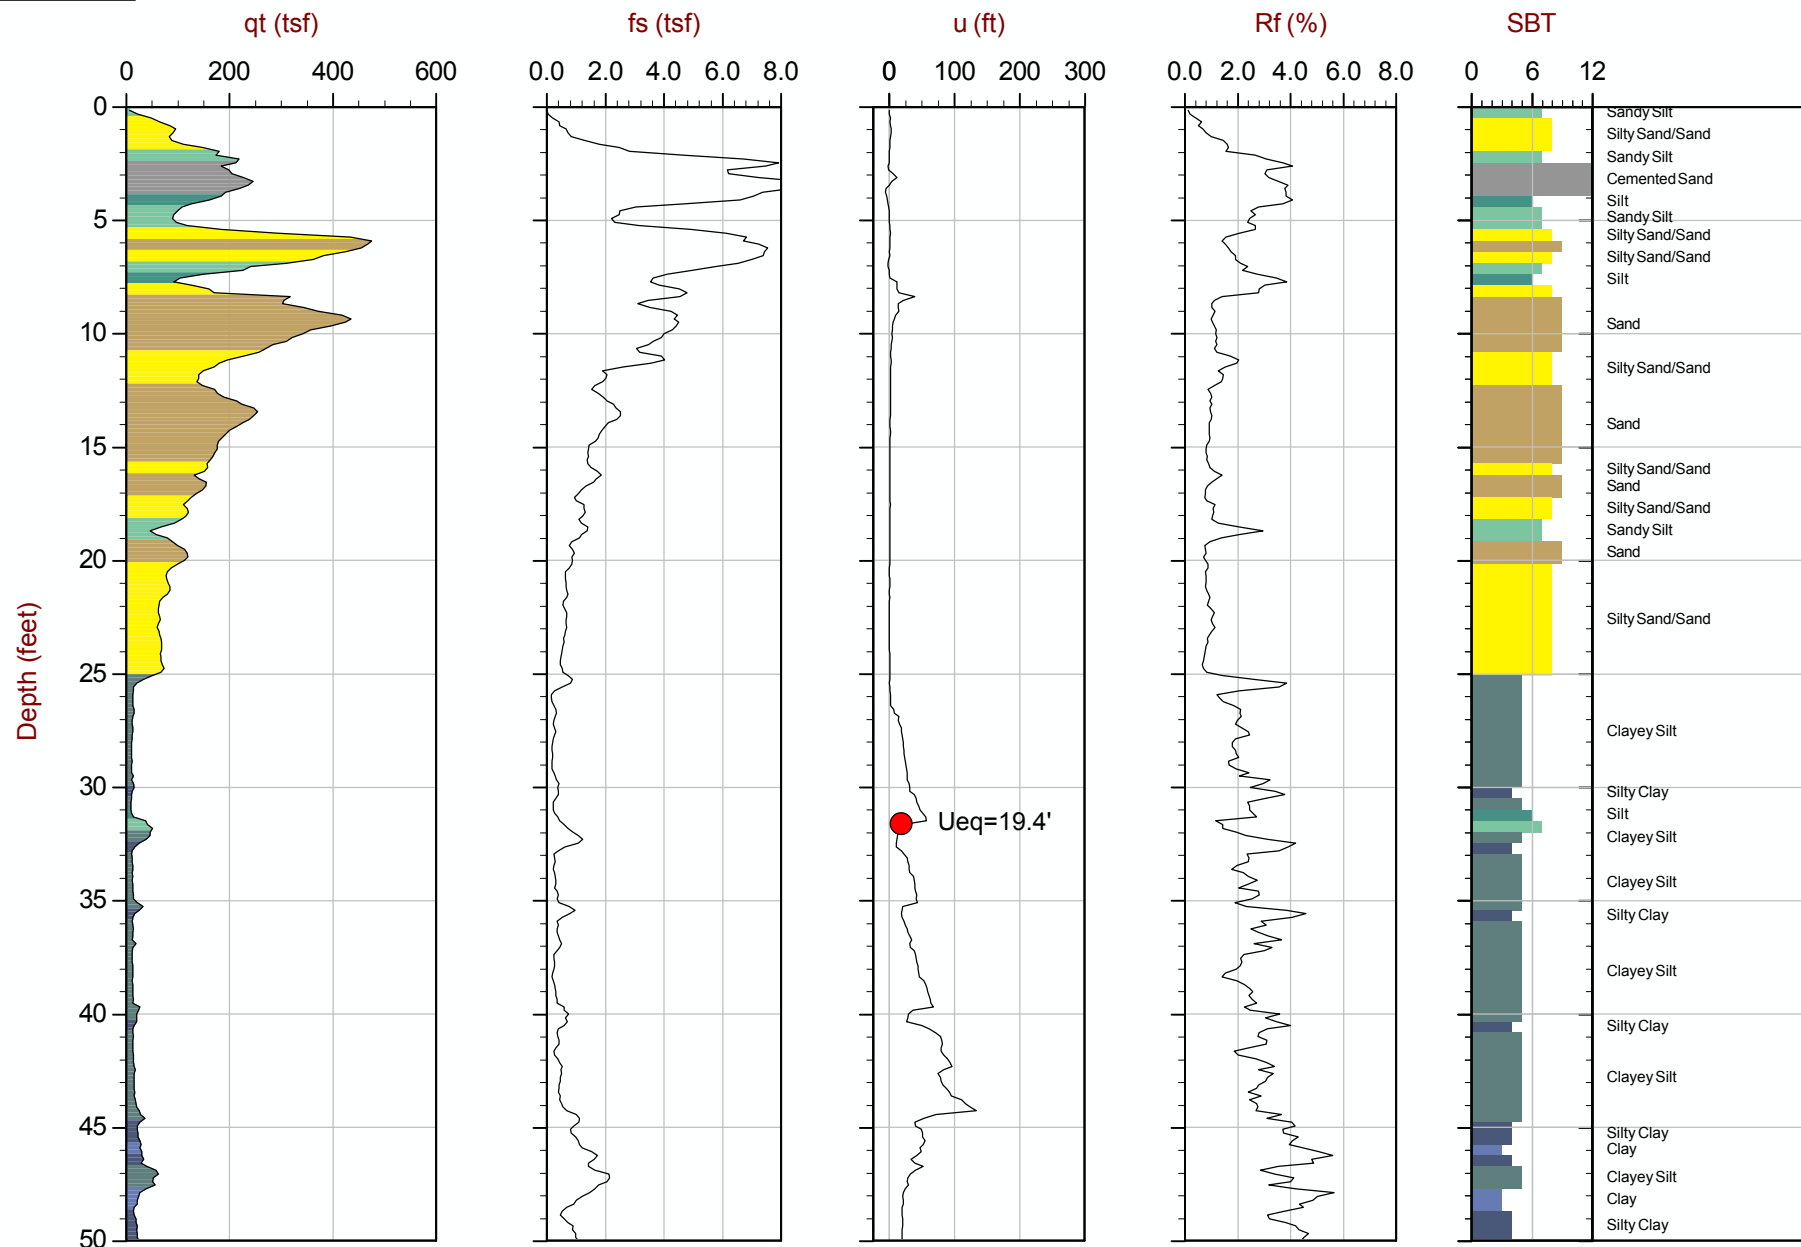 qt (tsf)
fs (tsf)
u (ft)
Rf (%)
SBT
0 200 400 600
0.0 2.0 4.0 6.0 8.0
0 100 200 300
0.0 2.0 4.0 6.0 8.0
0 6 12
Depth (feet)
0
5
10
15
20
25
30
35
40
45
50
Ueq=19.4'
Sandy Silt
Silty Sand/Sand
Sandy Silt
Cemented Sand
Silt
Sandy Silt
Silty Sand/Sand
Silty Sand/Sand
Silt
Sand
Silty Sand/Sand
Sand
Silty Sand/Sand
Sand
Silty Sand/Sand
Sandy Silt
Sand
Silty Sand/Sand
Clayey Silt
Silty Clay
Silt
Clayey Silt
Clayey Silt
Silty Clay
Clayey Silt
Silty Clay
Clayey Silt
Silty Clay
Clay
Clayey Silt
Clay
Silty Clay